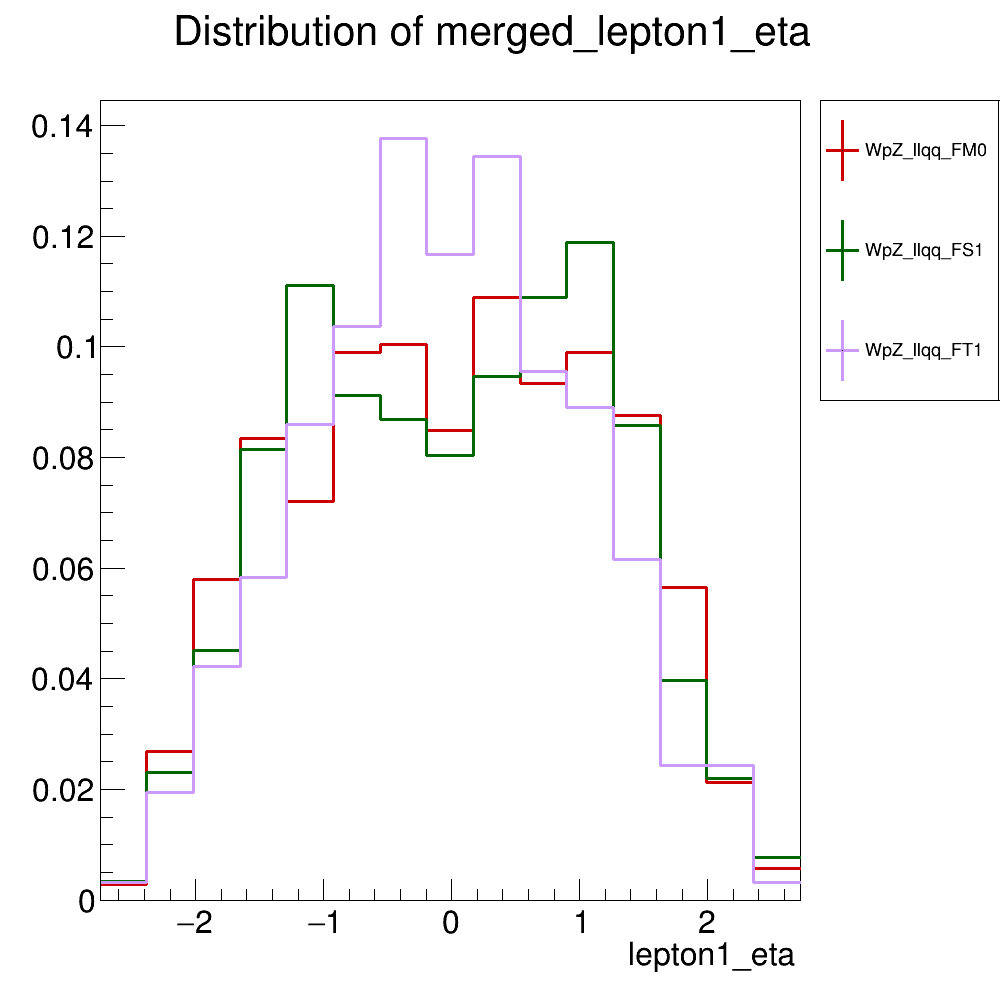 Distribution of merged_lepton1_eta
0.14
0.12
0.1
0.08
0.06
0.04
0.02
0
−2 −1 0 1 2
lepton1_eta
WpZ_llqq_FM0
WpZ_llqq_FS1
WpZ_llqq_FT1